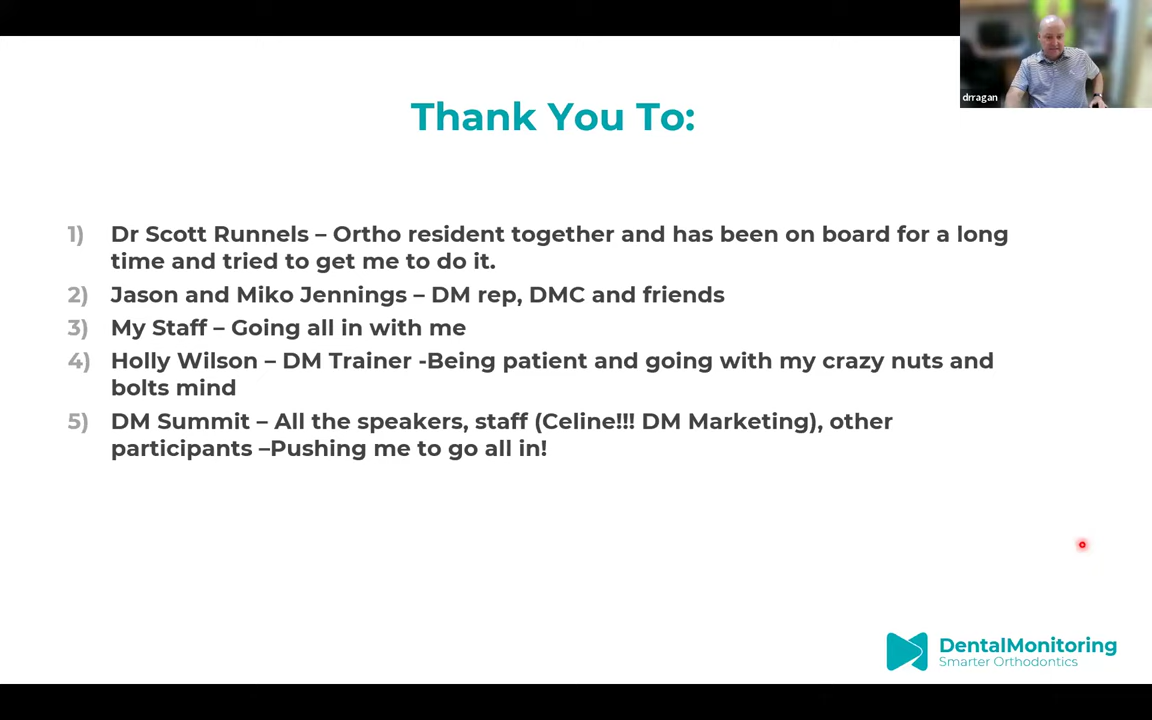 drragan
Thank You To:
1) Dr Scott Runnels – Ortho resident together and has been on board for a long
time and tried to get me to do it.
2) Jason and Miko Jennings – DM rep, DMC and friends
3) My Staff – Going all in with me
4) Holly Wilson – DM Trainer -Being patient and going with my crazy nuts and
bolts mind
5) DM Summit – All the speakers, staff (Celine!!! DM Marketing), other
participants –Pushing me to go all in!
DentalMonitoring
Smarter Orthodontics